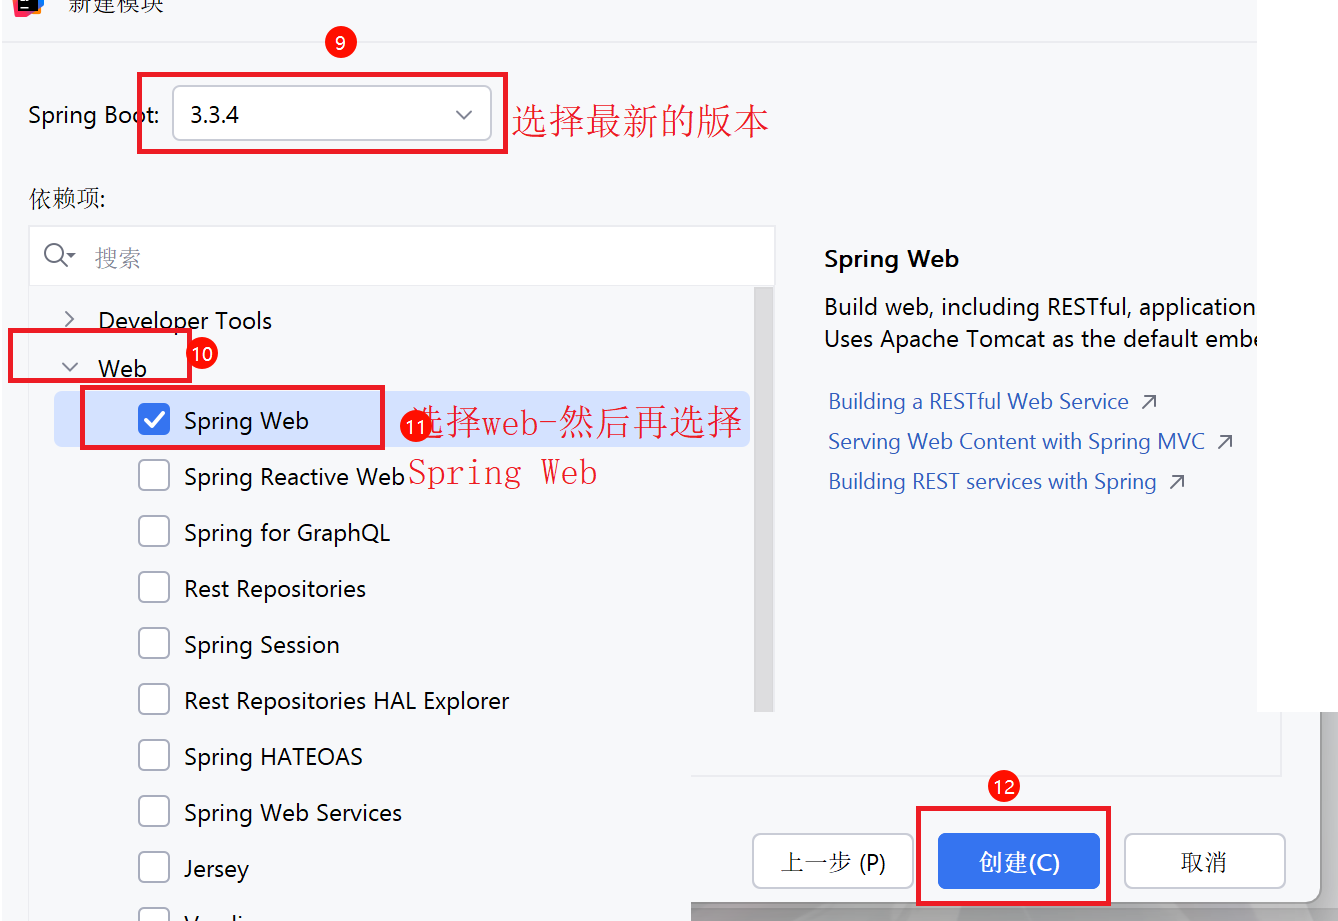 新建模块
9
Spring Boot:
3.3.4
选择最新的版本
依赖项:
搜索
Developer Tools
Web
10
Spring Web
11
选择web-然后再选择
Spring Web
Spring Reactive Web
Spring for GraphQL
Rest Repositories
Spring Session
Rest Repositories HAL Explorer
Spring HATEOAS
Spring Web Services
Jersey
Spring Web
Build web, including RESTful, application
Uses Apache Tomcat as the default embe
Building a RESTful Web Service
Serving Web Content with Spring MVC
Building REST services with Spring
12
上一步 (P)
创建(C)
取消